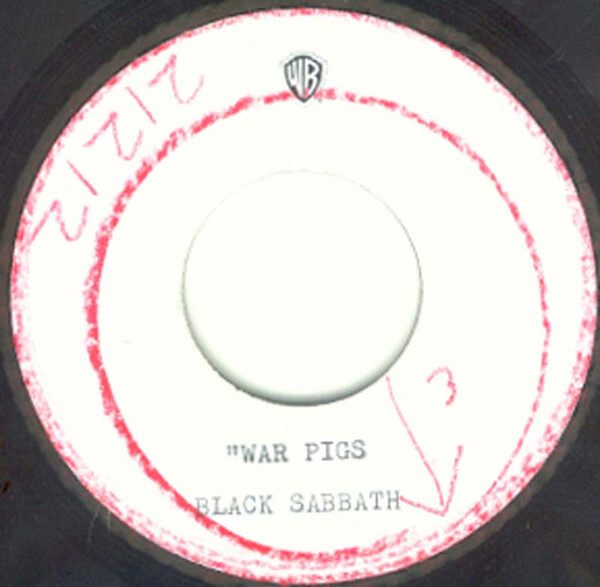 WB
"WAR PIGS
BLACK SABBATH
3